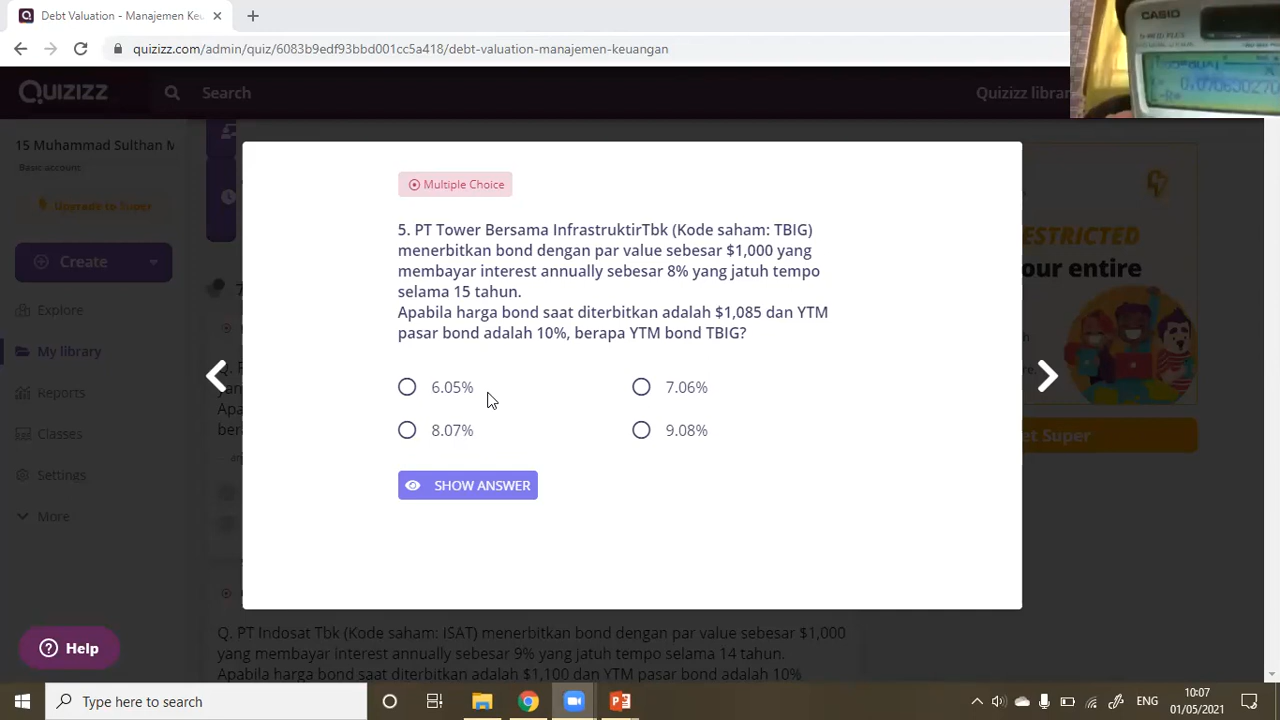 Debt Valuation - Manajemen Keu
quizizz.com/admin/quiz/6083b9edf93bbd001cc5a418/debt-valuation-manajemen-keuangan
CASIO
QUIZIZZ
Search
Quizizz librar
15 Muhammad Sulthan M
Basic account
Upgrade to Super
Create
Explore
My library
Reports
Classes
Settings
More
Help
Multiple Choice
5. PT Tower Bersama InfrastruktirTbk (Kode saham: TBIG)
menerbitkan bond dengan par value sebesar $1,000 yang
membayar interest annually sebesar 8% yang jatuh tempo
selama 15 tahun.
Apabila harga bond saat diterbitkan adalah $1,085 dan YTM
pasar bond adalah 10%, berapa YTM bond TBIG?
6.05%
7.06%
8.07%
9.08%
SHOW ANSWER
RESTRICTED
our entire
et Super
Q. PT Indosat Tbk (Kode saham: ISAT) menerbitkan bond dengan par value sebesar $1,000
yang membayar interest annually sebesar 9% yang jatuh tempo selama 14 tahun.
Apabila harga bond saat diterbitkan adalah $1,100 dan YTM pasar bond adalah 10%
Type here to search
ENG
10:07
01/05/2021